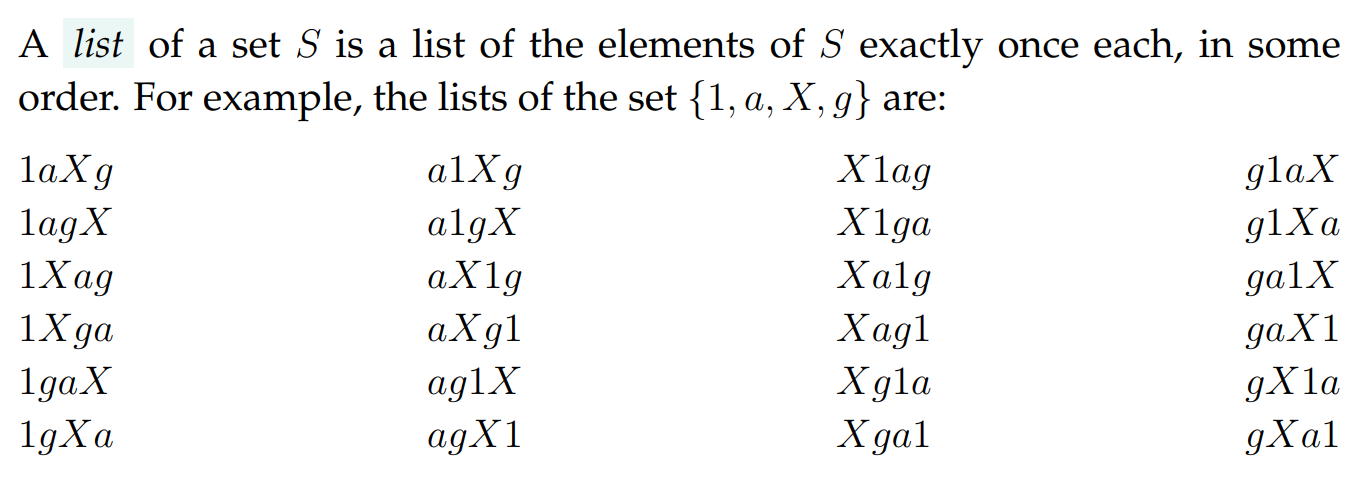 A list of a set S is a list of the elements of S exactly once each, in some
order. For example, the lists of the set {1, a, X, g} are:
1aXg a1Xg X1ag g1aX
1agX a1gX X1ga g1Xa
1Xag aX1g Xa1g ga1X
1Xga aXg1 Xag1 gaX1
1gaX ag1X Xg1a gX1a
1gXa agX1 Xga1 gXa1